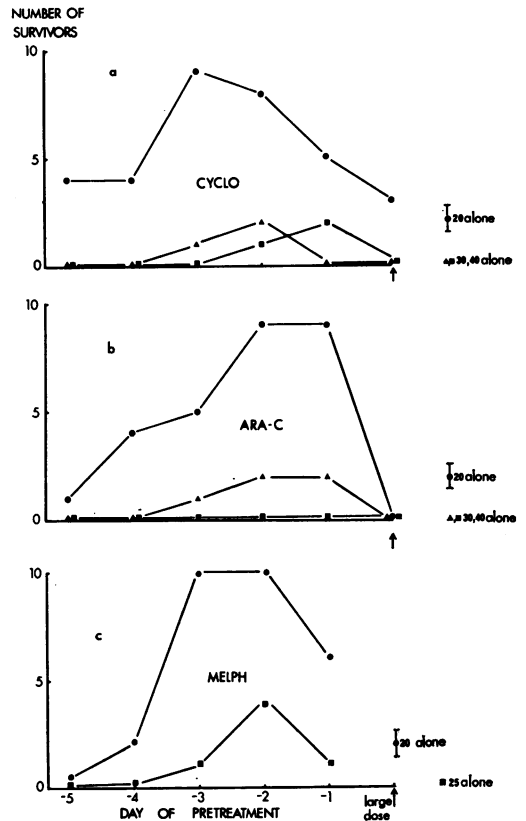 NUMBER OF
SURVIVORS
10
a
5
CYCLO
20 alone
30,40 alone
0
10
b
5
ARA-C
20 alone
30,40 alone
0
10
c
5
MELPH
20 alone
25 alone
0
-5 -4 -3 -2 -1 large
dose
DAY OF PRETREATMENT